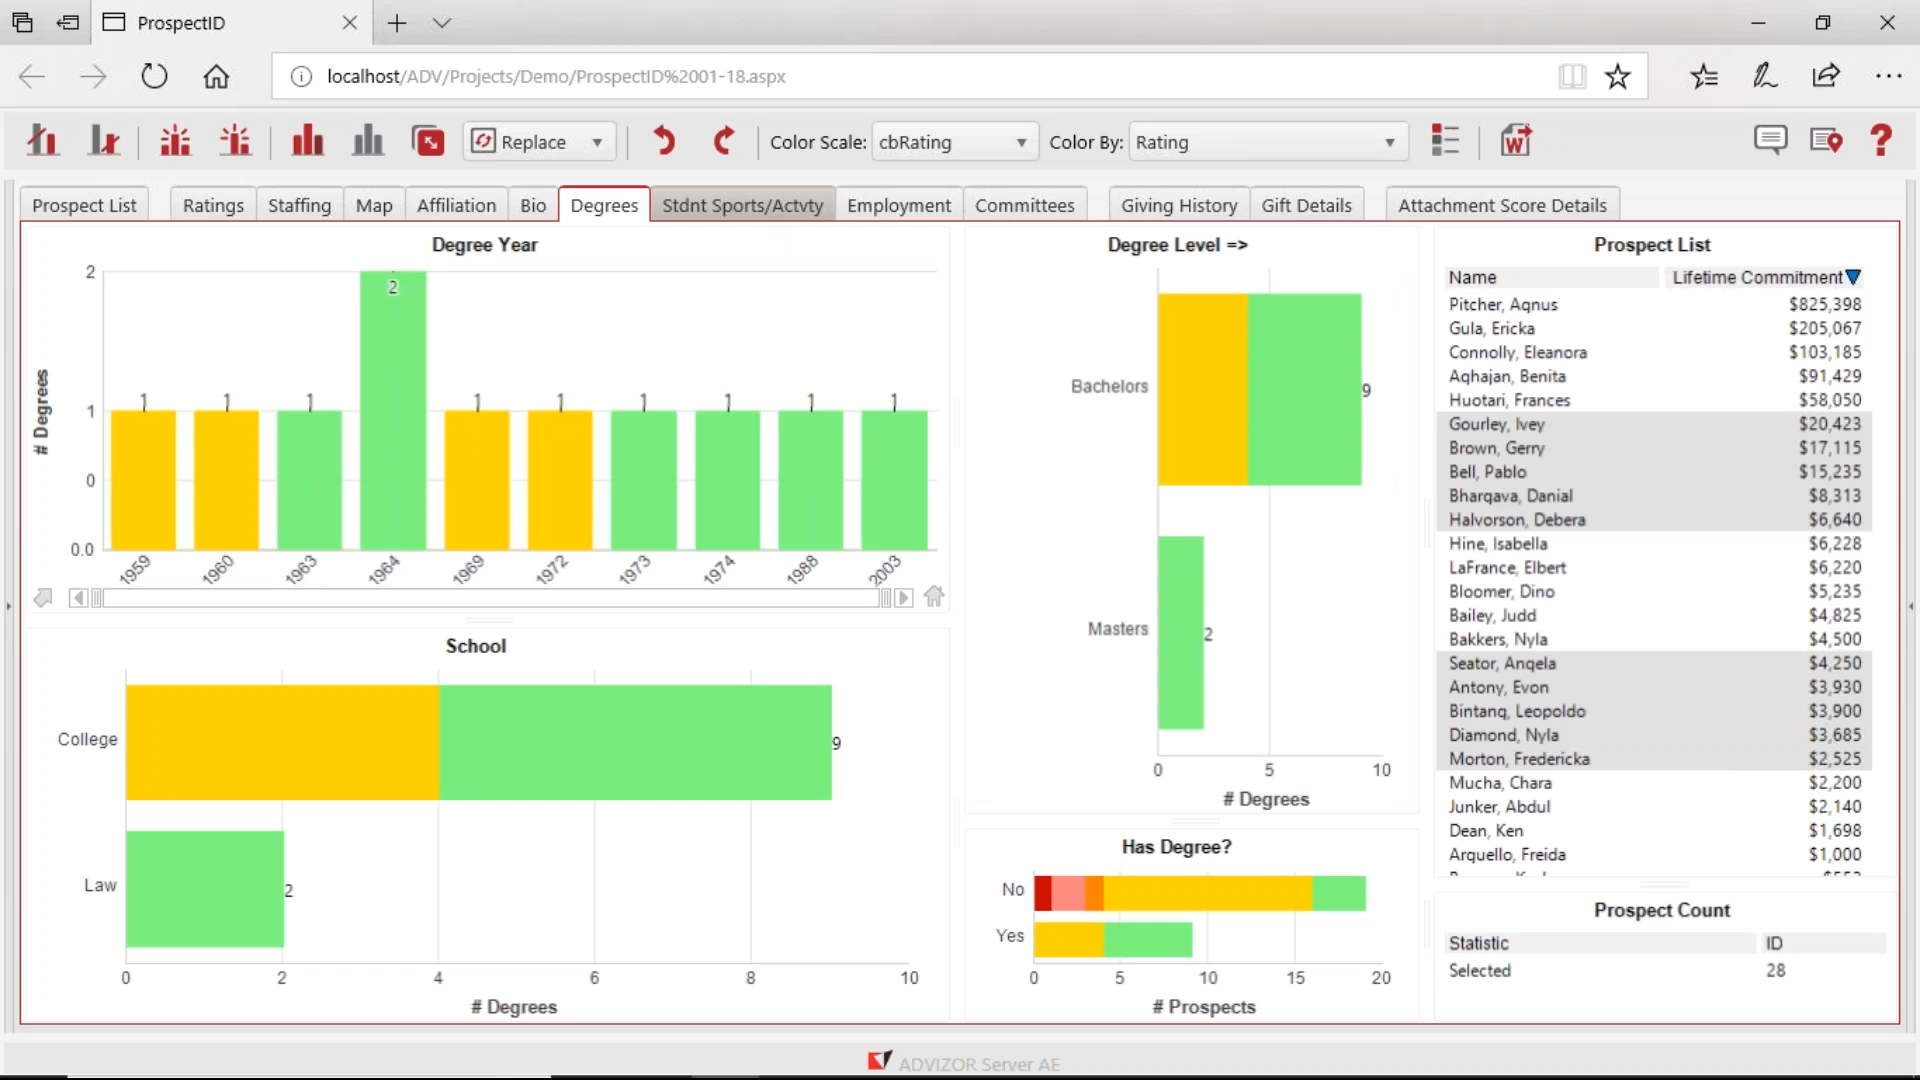 ProspectID
localhost/ADV/Projects/Demo/ProspectID%2001-18.aspx
Replace
Color Scale: cbRating
Color By: Rating
Prospect List
Ratings
Staffing
Map
Affiliation
Bio
Degrees
Stdnt Sports/Actvty
Employment
Committees
Giving History
Gift Details
Attachment Score Details
Degree Year
# Degrees
2
1
0
0.0
1 1 1 2 1 1 1 1 1 1
1959 1960 1963 1964 1969 1972 1973 1974 1988 2003
School
College 9
Law 2
0 2 4 6 8 10
# Degrees
Degree Level =>
Bachelors 9
Masters 2
0 5 10
# Degrees
Has Degree?
No
Yes
0 5 10 15 20
# Prospects
Prospect List
Name Lifetime Commitment
Pitcher, Agnus $825,398
Gula, Ericka $205,067
Connolly, Eleanora $103,185
Aghajan, Benita $91,429
Huotari, Frances $58,050
Gourley, Ivey $20,423
Brown, Gerry $17,115
Bell, Pablo $15,235
Bhargava, Danial $8,313
Halvorson, Debera $6,640
Hine, Isabella $6,228
LaFrance, Elbert $6,220
Bloomer, Dino $5,235
Bailey, Judd $4,825
Bakkers, Nyla $4,500
Seator, Angela $4,250
Antony, Evon $3,930
Bintang, Leopoldo $3,900
Diamond, Nyla $3,685
Morton, Fredericka $2,525
Mucha, Chara $2,200
Junker, Abdul $2,140
Dean, Ken $1,698
Arguello, Freida $1,000
Prospect Count
Statistic ID
Selected 28
ADVIZOR Server AE